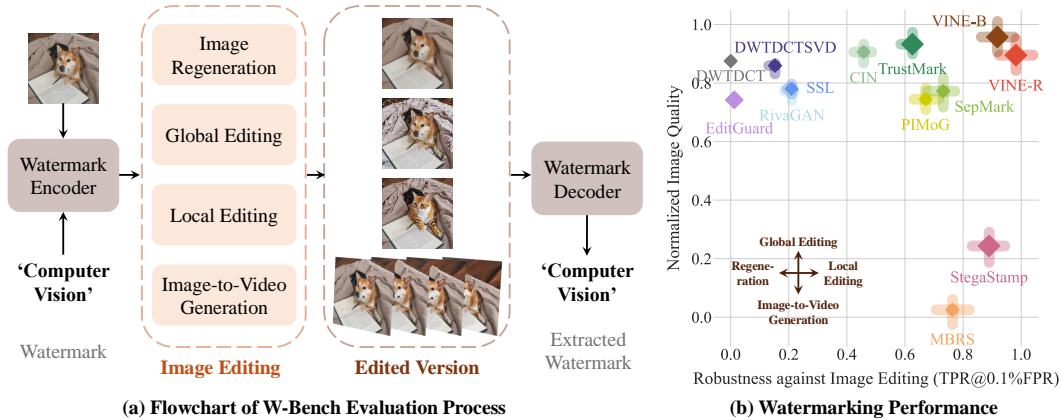 Watermark
Encoder
'Computer
Vision'
Watermark
Image
Regeneration
Global Editing
Local Editing
Image-to-Video
Generation
Image Editing
Edited Version
Watermark
Decoder
'Computer
Vision'
Extracted
Watermark
(a) Flowchart of W-Bench Evaluation Process
Normalized Image Quality
1.0
0.8
0.6
0.4
0.2
0.0
VINE-B
DWTDCTSVD
DWTDCT
CIN
TrustMark
VINE-R
SSL
RivaGAN
EditGuard
SepMark
PIMoG
StegaStamp
MBRS
Global Editing
Regene-
ration
Local
Editing
Image-to-Video
Generation
0.0 0.2 0.4 0.6 0.8 1.0
Robustness against Image Editing (TPR@0.1%FPR)
(b) Watermarking Performance